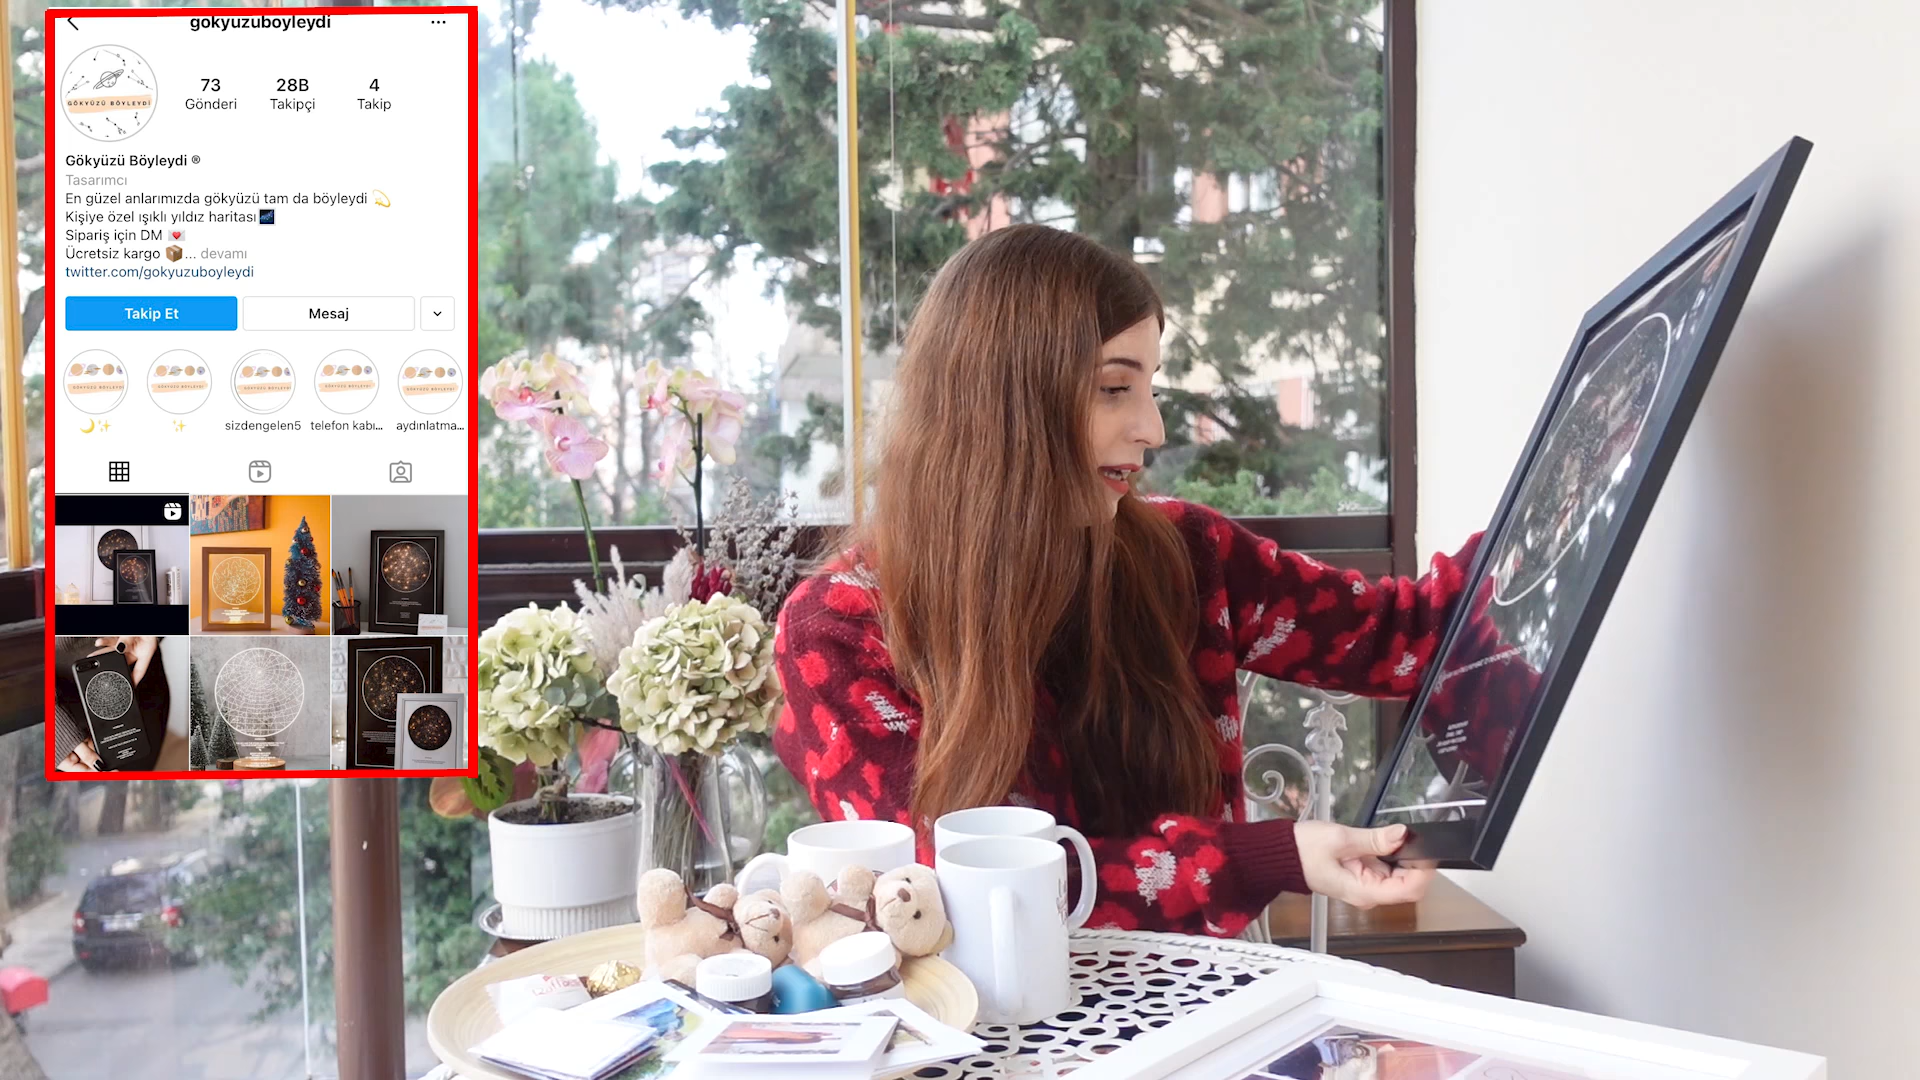 gokyuzuboyleydi
GÖKYÜZÜ BÖYLEYDİ
73
28B
4
Gönderi
Takipçi
Takip
Gökyüzü Böyleydi ®
Tasarımcı
En güzel anlarımızda gökyüzü tam da böyleydi 💫
Kişiye özel ışıklı yıldız haritası🌌
Sipariş için DM 💌
Ücretsiz kargo 📦... devamı
twitter.com/gokyuzuboyleydi
Takip Et
Mesaj
🌙✨
✨
sizdengelen5
telefon kabı...
aydınlatma...